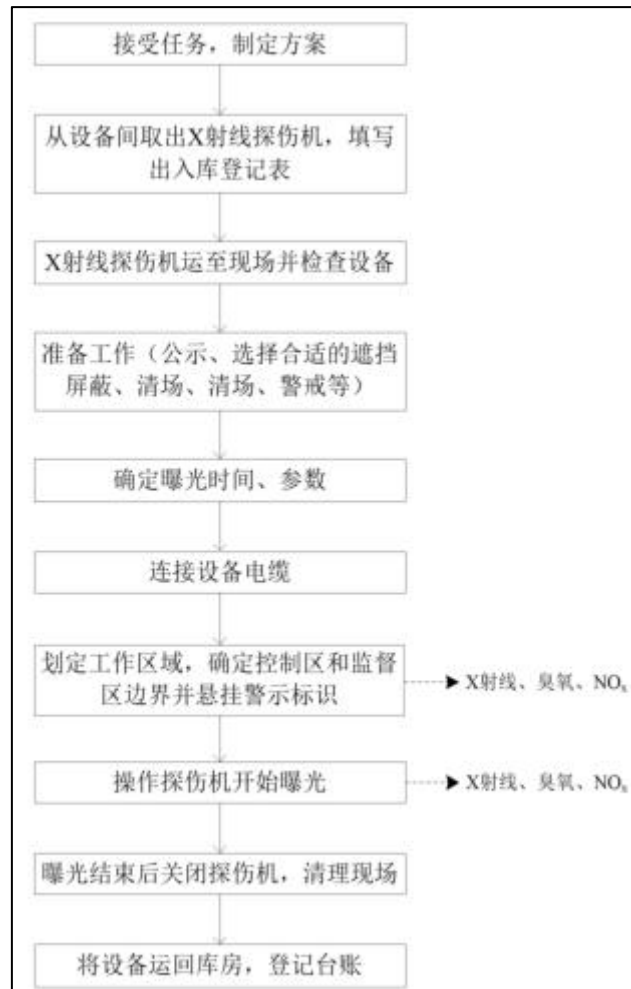 接受任务，制定方案
从设备间取出X射线探伤机，填写
出入库登记表
X射线探伤机运至现场并检查设备
准备工作（公示、选择合适的遮挡
屏蔽、清场、清场、警戒等）
确定曝光时间、参数
连接设备电缆
划定工作区域，确定控制区和监督
区边界并悬挂警示标识
X射线、臭氧、NOₓ
操作探伤机开始曝光
X射线、臭氧、NOₓ
曝光结束后关闭探伤机，清理现场
将设备运回库房，登记台账